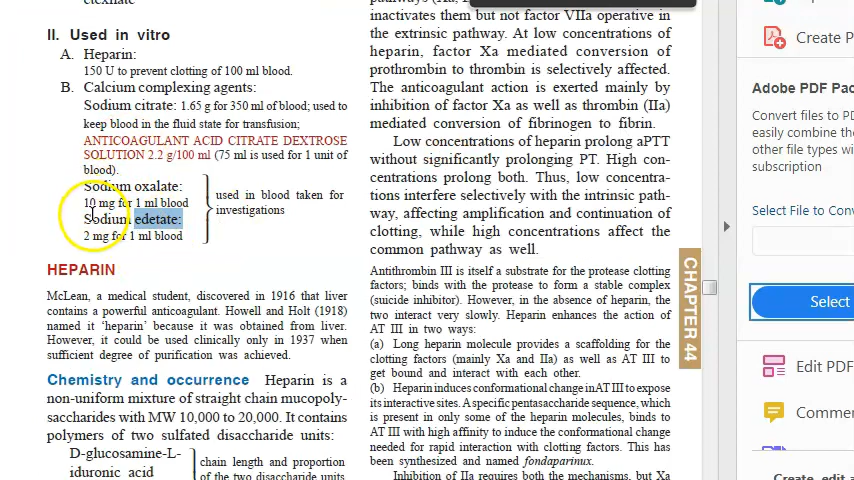 II. Used in vitro
A. Heparin:
150 U to prevent clotting of 100 ml blood.
B. Calcium complexing agents:
Sodium citrate: 1.65 g for 350 ml of blood; used to
keep blood in the fluid state for transfusion;
ANTICOAGULANT ACID CITRATE DEXTROSE
SOLUTION 2.2 g/100 ml (75 ml is used for 1 unit of
blood).
Sodium oxalate:
10 mg for 1 ml blood
Sodium edetate:
2 mg for 1 ml blood
used in blood taken for
investigations
HEPARIN
McLean, a medical student, discovered in 1916 that liver
contains a powerful anticoagulant. Howell and Holt (1918)
named it ‘heparin’ because it was obtained from liver.
However, it could be used clinically only in 1937 when
sufficient degree of purification was achieved.
Chemistry and occurrence Heparin is a
non-uniform mixture of straight chain mucopoly-
saccharides with MW 10,000 to 20,000. It contains
polymers of two sulfated disaccharide units:
D-glucosamine-L-
iduronic acid
chain length and proportion
of the two disaccharide units
inactivates them but not factor VIIa operative in
the extrinsic pathway. At low concentrations of
heparin, factor Xa mediated conversion of
prothrombin to thrombin is selectively affected.
The anticoagulant action is exerted mainly by
inhibition of factor Xa as well as thrombin (IIa)
mediated conversion of fibrinogen to fibrin.
Low concentrations of heparin prolong aPTT
without significantly prolonging PT. High con-
centrations prolong both. Thus, low concentra-
tions interfere selectively with the intrinsic path-
way, affecting amplification and continuation of
clotting, while high concentrations affect the
common pathway as well.
Antithrombin III is itself a substrate for the protease clotting
factors; binds with the protease to form a stable complex
(suicide inhibitor). However, in the absence of heparin, the
two interact very slowly. Heparin enhances the action of
AT III in two ways:
(a) Long heparin molecule provides a scaffolding for the
clotting factors (mainly Xa and IIa) as well as AT III to
get bound and interact with each other.
(b) Heparin induces conformational change in AT III to expose
its interactive sites. A specific pentasaccharide sequence, which
is present in only some of the heparin molecules, binds to
AT III with high affinity to induce the conformational change
needed for rapid interaction with clotting factors. This has
been synthesized and named fondaparinux.
Inhibition of IIa requires both the mechanisms, but Xa
CHAPTER 44
Create P
Adobe PDF Pac
Convert files to PDF
easily combine the
other file types wi
subscription
Select File to Conv
Select
Edit PDF
Comme
Create, edit a